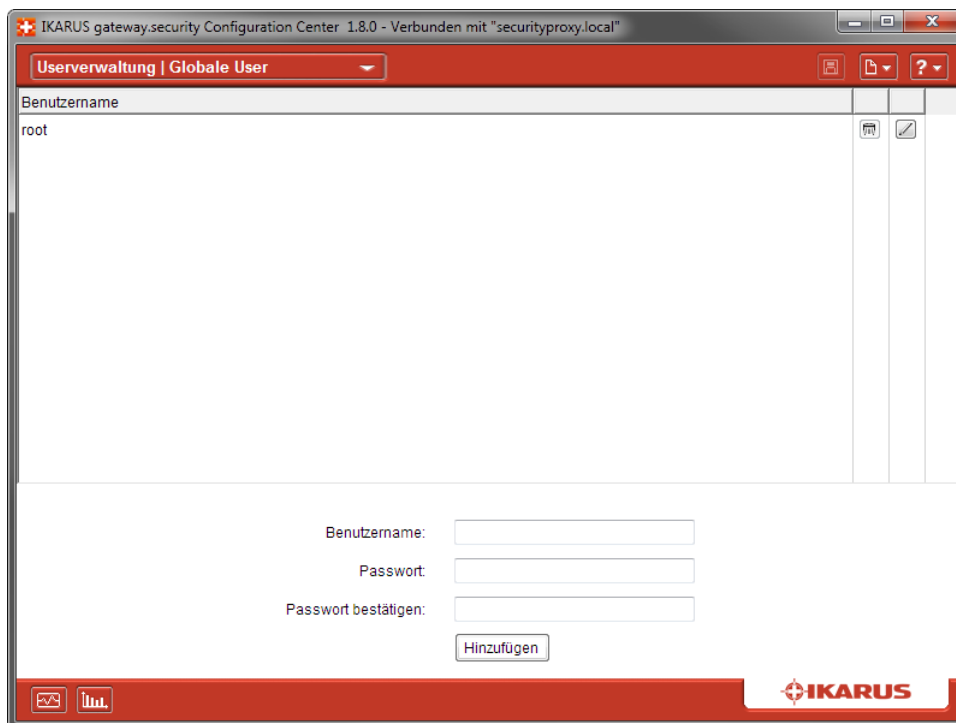 IKARUS gateway.security Configuration Center 1.8.0 - Verbunden mit "securityproxy.local"
Userverwaltung | Globale User
?
Benutzername
root
Benutzername:
Passwort:
Passwort bestätigen:
Hinzufügen
IKARUS